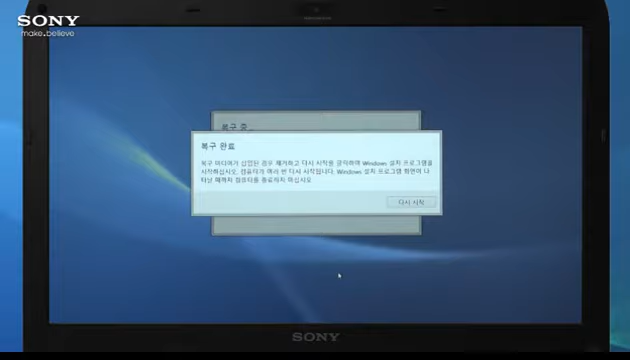 SONY
make.believe
복구 중...
복구 완료
복구 미디어가 삽입된 경우 제거하고 다시 시작을 클릭하여 Windows 설치 프로그램을
시작하십시오. 컴퓨터가 여러 번 다시 시작됩니다. Windows 설치 프로그램 화면이 나
타날 때까지 컴퓨터를 종료하지 마십시오.
다시 시작
SONY